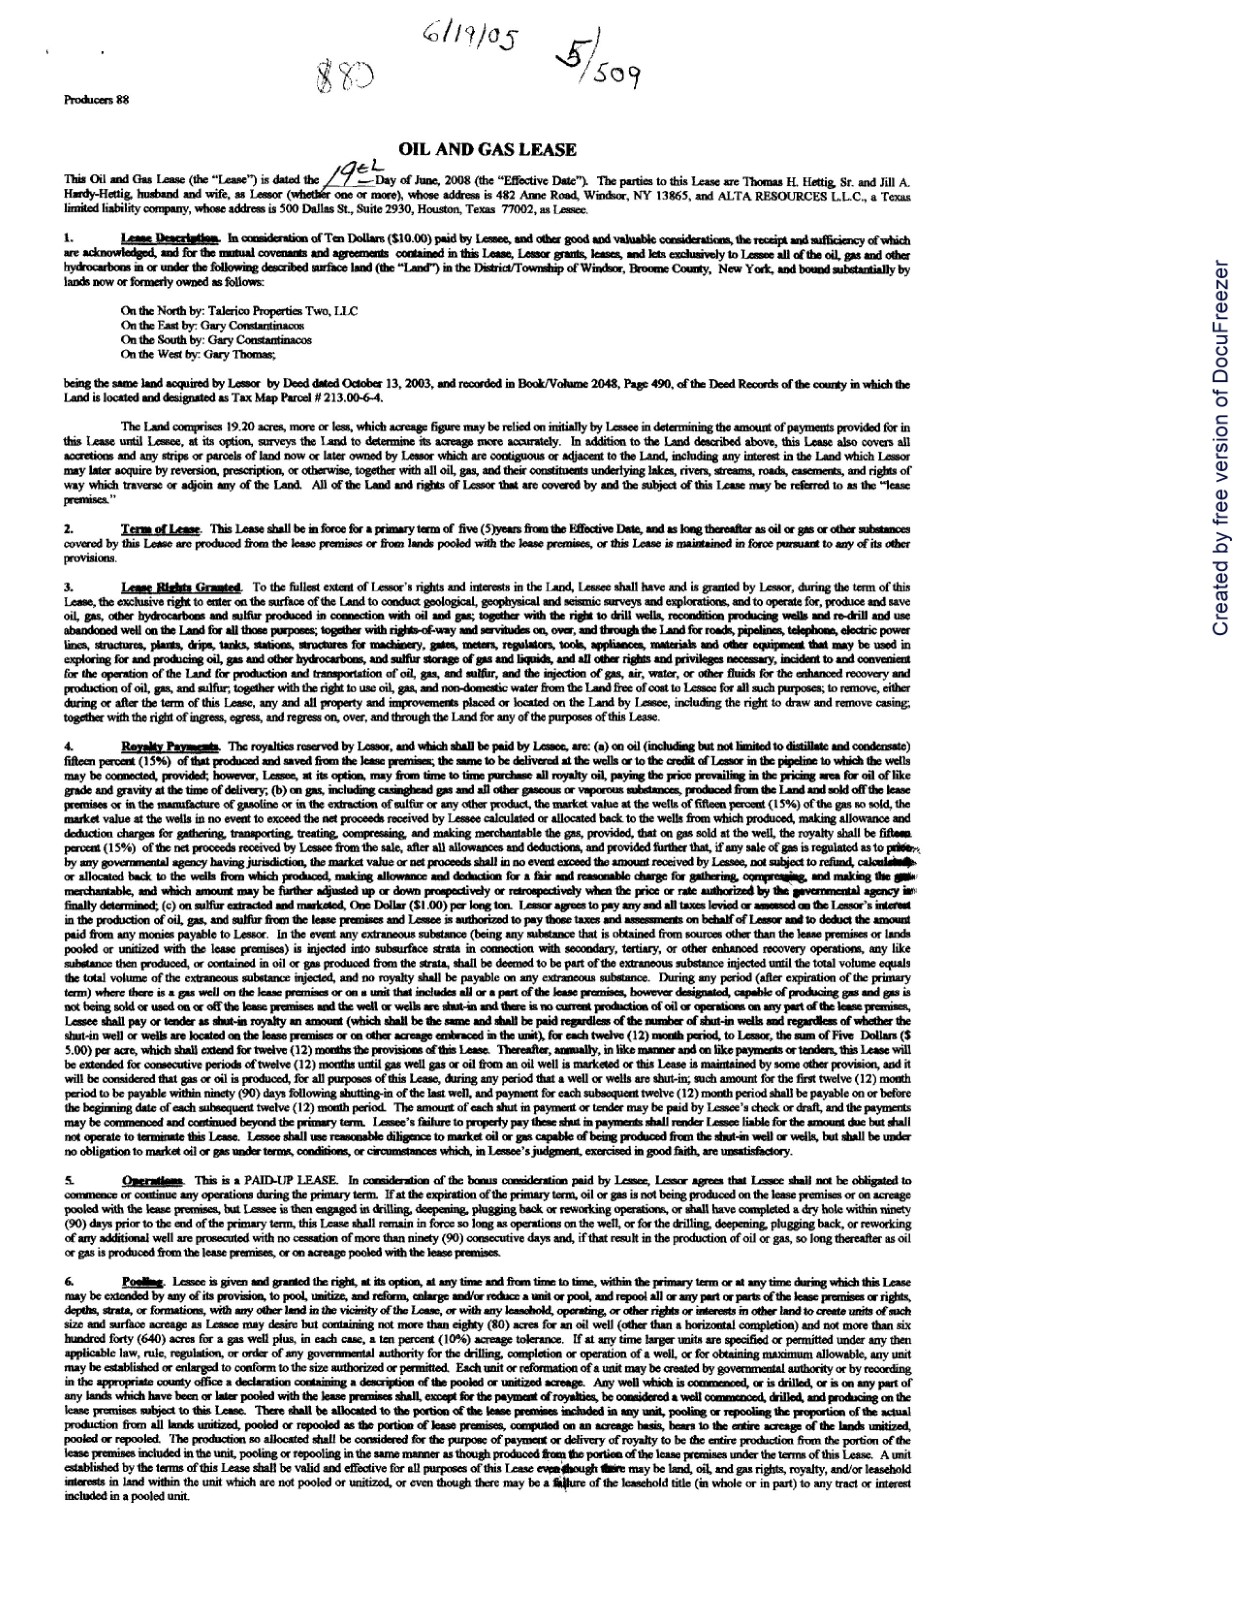 6/19/05
5/509
880
Producers 88
OIL AND GAS LEASE
This Oil and Gas Lease (the “Lease”) is dated the 19th Day of June, 2008 (the “Effective Date”). The parties to this Lease are Thomas H. Hettig, Sr. and Jill A.
Hardy-Hettig, husband and wife, as Lessor (whether one or more), whose address is 482 Anne Road, Windsor, NY 13865, and ALTA RESOURCES L.L.C., a Texas
limited liability company, whose address is 500 Dallas St., Suite 2930, Houston, Texas 77002, as Lessee.
1. Lease Description. In consideration of Ten Dollars ($10.00) paid by Lessee, and other good and valuable considerations, the receipt and sufficiency of which
are acknowledged, and for the mutual covenants and agreements contained in this Lease, Lessor grants, leases, and lets exclusively to Lessee all of the oil, gas and other
hydrocarbons in or under the following described surface land (the “Land”) in the District/Township of Windsor, Broome County, New York, and bound substantially by
lands now or formerly owned as follows:
On the North by: Talerico Properties Two, LLC
On the East by: Gary Constantinacos
On the South by: Gary Constantinacos
On the West by: Gary Thomas;
being the same land acquired by Lessor by Deed dated October 13, 2003, and recorded in Book/Volume 2048, Page 490, of the Deed Records of the county in which the
Land is located and designated as Tax Map Parcel # 213.00-6-4.
The Land comprises 19.20 acres, more or less, which acreage figure may be relied on initially by Lessee in determining the amount of payments provided for in
this Lease until Lessee, at its option, surveys the Land to determine its acreage more accurately. In addition to the Land described above, this Lease also covers all
accretions and any strips or parcels of land now or later owned by Lessor which are contiguous or adjacent to the Land, including any interest in the Land which Lessor
may later acquire by reversion, prescription, or otherwise, together with all oil, gas, and their constituents underlying lakes, rivers, streams, roads, easements, and rights of
way which traverse or adjoin any of the Land. All of the Land and rights of Lessor that are covered by and the subject of this Lease may be referred to as the “lease
premises.”
2. Term of Lease. This Lease shall be in force for a primary term of five (5)years from the Effective Date, and as long thereafter as oil or gas or other substances
covered by this Lease are produced from the lease premises or from lands pooled with the lease premises, or this Lease is maintained in force pursuant to any of its other
provisions.
3. Lease Rights Granted. To the fullest extent of Lessor's rights and interests in the Land, Lessee shall have and is granted by Lessor, during the term of this
Lease, the exclusive right to enter on the surface of the Land to conduct geological, geophysical and seismic surveys and explorations, and to operate for, produce and save
oil, gas, other hydrocarbons and sulfur produced in connection with oil and gas; together with the right to drill wells, recondition producing wells and re-drill and use
abandoned well on the Land for all those purposes; together with rights-of-way and servitudes on, over, and through the Land for roads, pipelines, telephone, electric power
lines, structures, plants, drips, tanks, stations, structures for machinery, gates, meters, regulators, tools, appliances, materials and other equipment that may be used in
exploring for and producing oil, gas and other hydrocarbons, and sulfur storage of gas and liquids, and all other rights and privileges necessary, incident to and convenient
for the operation of the Land for production and transportation of oil, gas, and sulfur, and the injection of gas, air, water, or other fluids for the enhanced recovery and
production of oil, gas, and sulfur; together with the right to use oil, gas, and non-domestic water from the Land free of cost to Lessee for all such purposes; to remove, either
during or after the term of this Lease, any and all property and improvements placed or located on the Land by Lessee, including the right to draw and remove casing;
together with the right of ingress, egress, and regress on, over, and through the Land for any of the purposes of this Lease.
4. Royalty Payments. The royalties reserved by Lessor, and which shall be paid by Lessee, are: (a) on oil (including but not limited to distillate and condensate)
fifteen percent (15%) of that produced and saved from the lease premises; the same to be delivered at the wells or to the credit of Lessor in the pipeline to which the wells
may be connected, provided; however, Lessee, at its option, may from time to time purchase all royalty oil, paying the price prevailing in the pricing area for oil of like
grade and gravity at the time of delivery; (b) on gas, including casinghead gas and all other gaseous or vaporous substances, produced from the Land and sold off the lease
premises or in the manufacture of gasoline or in the extraction of sulfur or any other product, the market value at the wells of fifteen percent (15%) of the gas so sold, the
market value at the wells in no event to exceed the net proceeds received by Lessee calculated or allocated back to the wells from which produced, making allowance and
deduction charges for gathering, transporting, treating, compressing, and making merchantable the gas, provided, that on gas sold at the well, the royalty shall be fifteen
percent (15%) of the net proceeds received by Lessee from the sale, after all allowances and deductions, and provided further that, if any sale of gas is regulated as to price,
by any governmental agency having jurisdiction, the market value or net proceeds shall in no event exceed the amount received by Lessee, not subject to refund, calculated
or allocated back to the wells from which produced, making allowance and deduction for a fair and reasonable charge for gathering, compressing, and making the gas
merchantable, and which amount may be further adjusted up or down prospectively or retrospectively when the price or rate authorized by the governmental agency is
finally determined; (c) on sulfur extracted and marketed, One Dollar ($1.00) per long ton. Lessor agrees to pay any and all taxes levied or assessed on the Lessor's interest
in the production of oil, gas, and sulfur from the lease premises and Lessee is authorized to pay those taxes and assessments on behalf of Lessor and to deduct the amount
paid from any monies payable to Lessor. In the event any extraneous substance (being any substance that is obtained from sources other than the lease premises or lands
pooled or unitized with the lease premises) is injected into subsurface strata in connection with secondary, tertiary, or other enhanced recovery operations, any like
substance then produced, or contained in oil or gas produced from the strata, shall be deemed to be part of the extraneous substance injected until the total volume equals
the total volume of the extraneous substance injected, and no royalty shall be payable on any extraneous substance. During any period (after expiration of the primary
term) where there is a gas well on the lease premises or on a unit that includes all or a part of the lease premises, however designated, capable of producing gas and gas is
not being sold or used on or off the lease premises and the well or wells are shut-in and there is no current production of oil or operations on any part of the lease premises,
Lessee shall pay or tender as shut-in royalty an amount (which shall be the same and shall be paid regardless of the number of shut-in wells and regardless of whether the
shut-in well or wells are located on the lease premises or on other acreage embraced in the unit), for each twelve (12) month period, to Lessor, the sum of Five Dollars ($
5.00) per acre, which shall extend for twelve (12) months the provisions of this Lease. Thereafter, annually, in like manner and on like payments or tenders, this Lease will
be extended for consecutive periods of twelve (12) months until gas well gas or oil from an oil well is marketed or this Lease is maintained by some other provision, and it
will be considered that gas or oil is produced, for all purposes of this Lease, during any period that a well or wells are shut-in; such amount for the first twelve (12) month
period to be payable within ninety (90) days following shutting-in of the last well, and payment for each subsequent twelve (12) month period shall be payable on or before
the beginning date of each subsequent twelve (12) month period. The amount of each shut in payment or tender may be paid by Lessee's check or draft, and the payments
may be commenced and continued beyond the primary term. Lessee's failure to properly pay these shut in payments shall render Lessee liable for the amount due but shall
not operate to terminate this Lease. Lessee shall use reasonable diligence to market oil or gas capable of being produced from the shut-in well or wells, but shall be under
no obligation to market oil or gas under terms, conditions, or circumstances which, in Lessee's judgment, exercised in good faith, are unsatisfactory.
5. Operations. This is a PAID-UP LEASE. In consideration of the bonus consideration paid by Lessee, Lessor agrees that Lessee shall not be obligated to
commence or continue any operations during the primary term. If at the expiration of the primary term, oil or gas is not being produced on the lease premises or on acreage
pooled with the lease premises, but Lessee is then engaged in drilling, deepening, plugging back or reworking operations, or shall have completed a dry hole within ninety
(90) days prior to the end of the primary term, this Lease shall remain in force so long as operations on the well, or for the drilling, deepening, plugging back, or reworking
of any additional well are prosecuted with no cessation of more than ninety (90) consecutive days and, if that result in the production of oil or gas, so long thereafter as oil
or gas is produced from the lease premises, or on acreage pooled with the lease premises.
6. Pooling. Lessee is given and granted the right, at its option, at any time and from time to time, within the primary term or at any time during which this Lease
may be extended by any of its provision, to pool, unitize, and reform, enlarge and/or reduce a unit or pool, and repool all or any part or parts of the lease premises or rights,
depths, strata, or formations, with any other land in the vicinity of the Lease, or with any leasehold, operating, or other rights or interests in other land to create units of such
size and surface acreage as Lessee may desire but containing not more than eighty (80) acres for an oil well (other than a horizontal completion) and not more than six
hundred forty (640) acres for a gas well plus, in each case, a ten percent (10%) acreage tolerance. If at any time larger units are specified or permitted under any then
applicable law, rule, regulation, or order of any governmental authority for the drilling, completion or operation of a well, or for obtaining maximum allowable, any unit
may be established or enlarged to conform to the size authorized or permitted. Each unit or reformation of a unit may be created by governmental authority or by recording
in the appropriate county office a declaration containing a description of the pooled or unitized acreage. Any well which is commenced, or is drilled, or is on any part of
any lands which have been or later pooled with the lease premises shall, except for the payment of royalties, be considered a well commenced, drilled, and producing on the
lease premises subject to this Lease. There shall be allocated to the portion of the lease premises included in any unit, pooling or repooling the proportion of the actual
production from all lands unitized, pooled or repooled as the portion of lease premises, computed on an acreage basis, bears to the entire acreage of the lands unitized,
pooled or repooled. The production so allocated shall be considered for the purpose of payment or delivery of royalty to be the entire production from the portion of the
lease premises included in the unit, pooling or repooling in the same manner as though produced from the portion of the lease premises under the terms of this Lease. A unit
established by the terms of this Lease shall be valid and effective for all purposes of this Lease even though there may be land, oil, and gas rights, royalty, and/or leasehold
interests in land within the unit which are not pooled or unitized, or even though there may be a failure of the leasehold title (in whole or in part) to any tract or interest
included in a pooled unit.
Created by free version of DocuFreezer